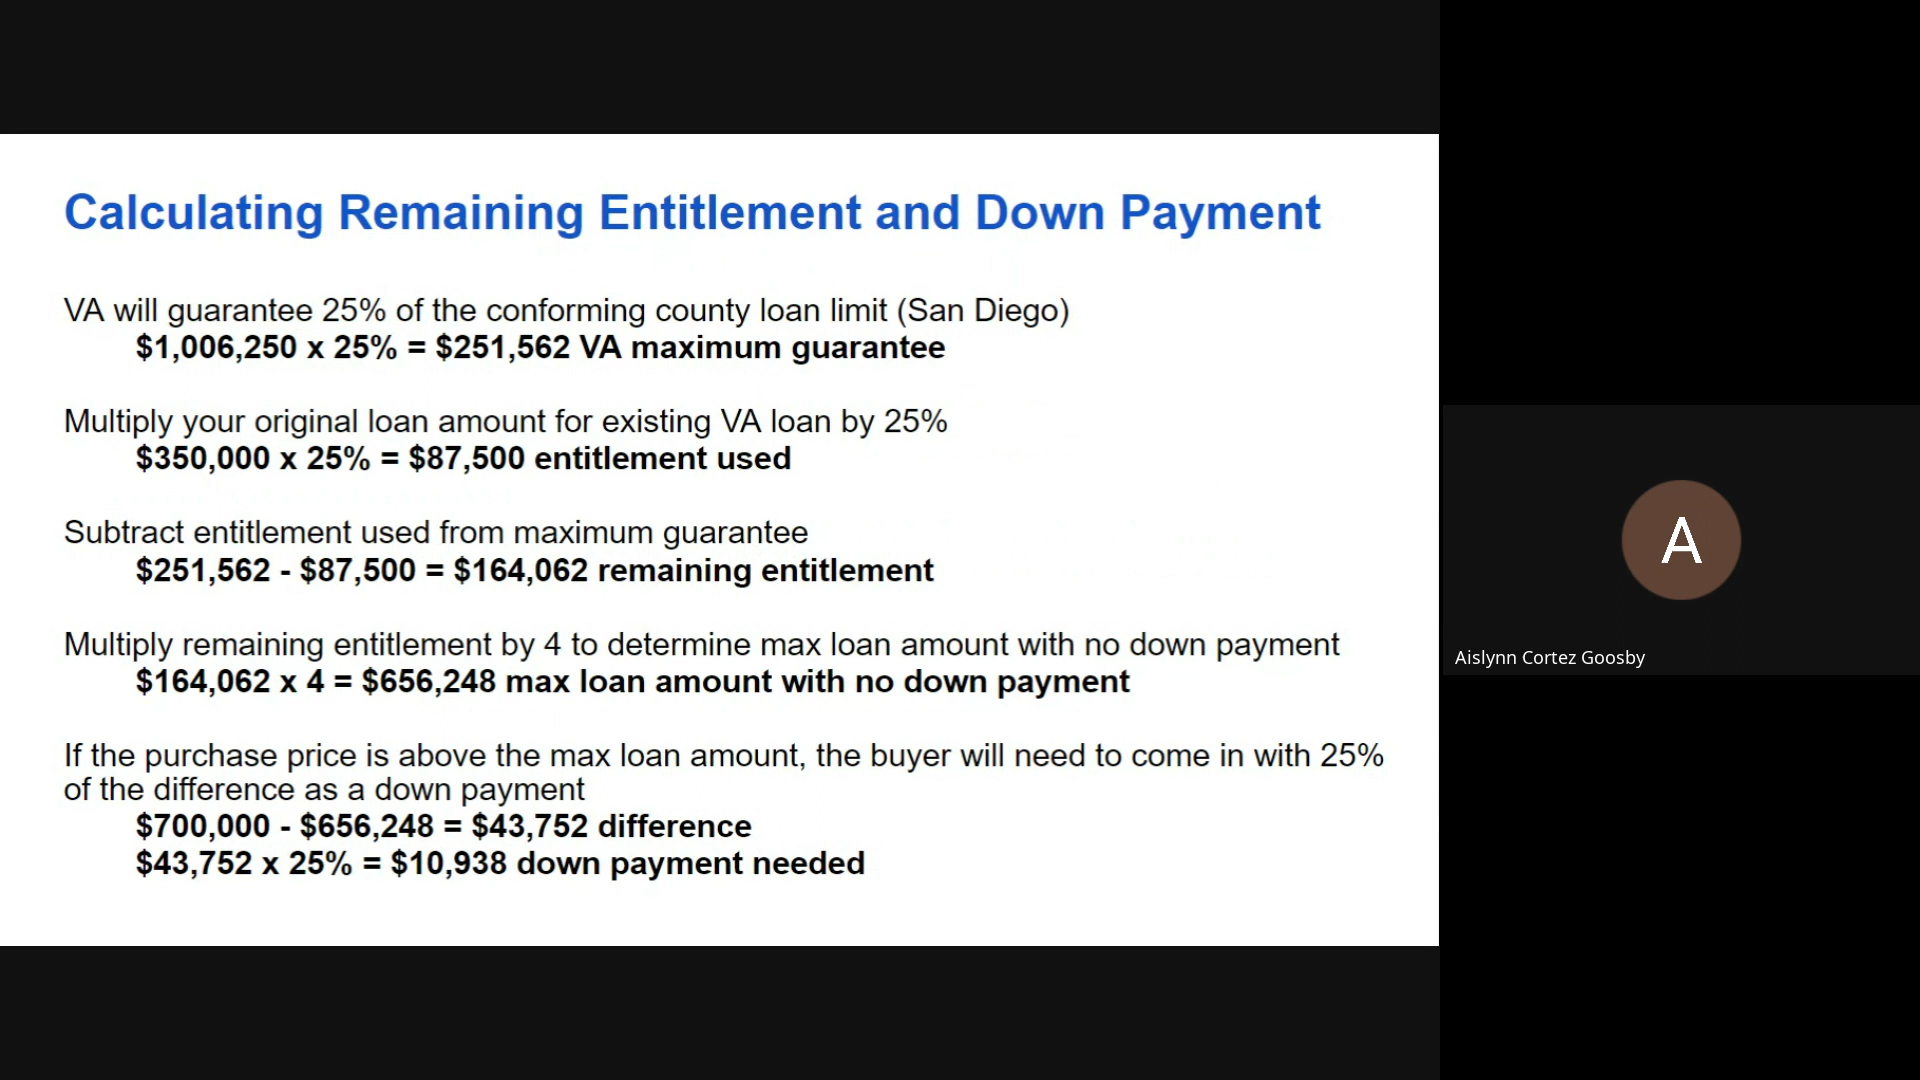 Calculating Remaining Entitlement and Down Payment
VA will guarantee 25% of the conforming county loan limit (San Diego)
$1,006,250 x 25% = $251,562 VA maximum guarantee
Multiply your original loan amount for existing VA loan by 25%
$350,000 x 25% = $87,500 entitlement used
Subtract entitlement used from maximum guarantee
$251,562 - $87,500 = $164,062 remaining entitlement
Multiply remaining entitlement by 4 to determine max loan amount with no down payment
$164,062 x 4 = $656,248 max loan amount with no down payment
If the purchase price is above the max loan amount, the buyer will need to come in with 25%
of the difference as a down payment
$700,000 - $656,248 = $43,752 difference
$43,752 x 25% = $10,938 down payment needed
A
Aislynn Cortez Goosby